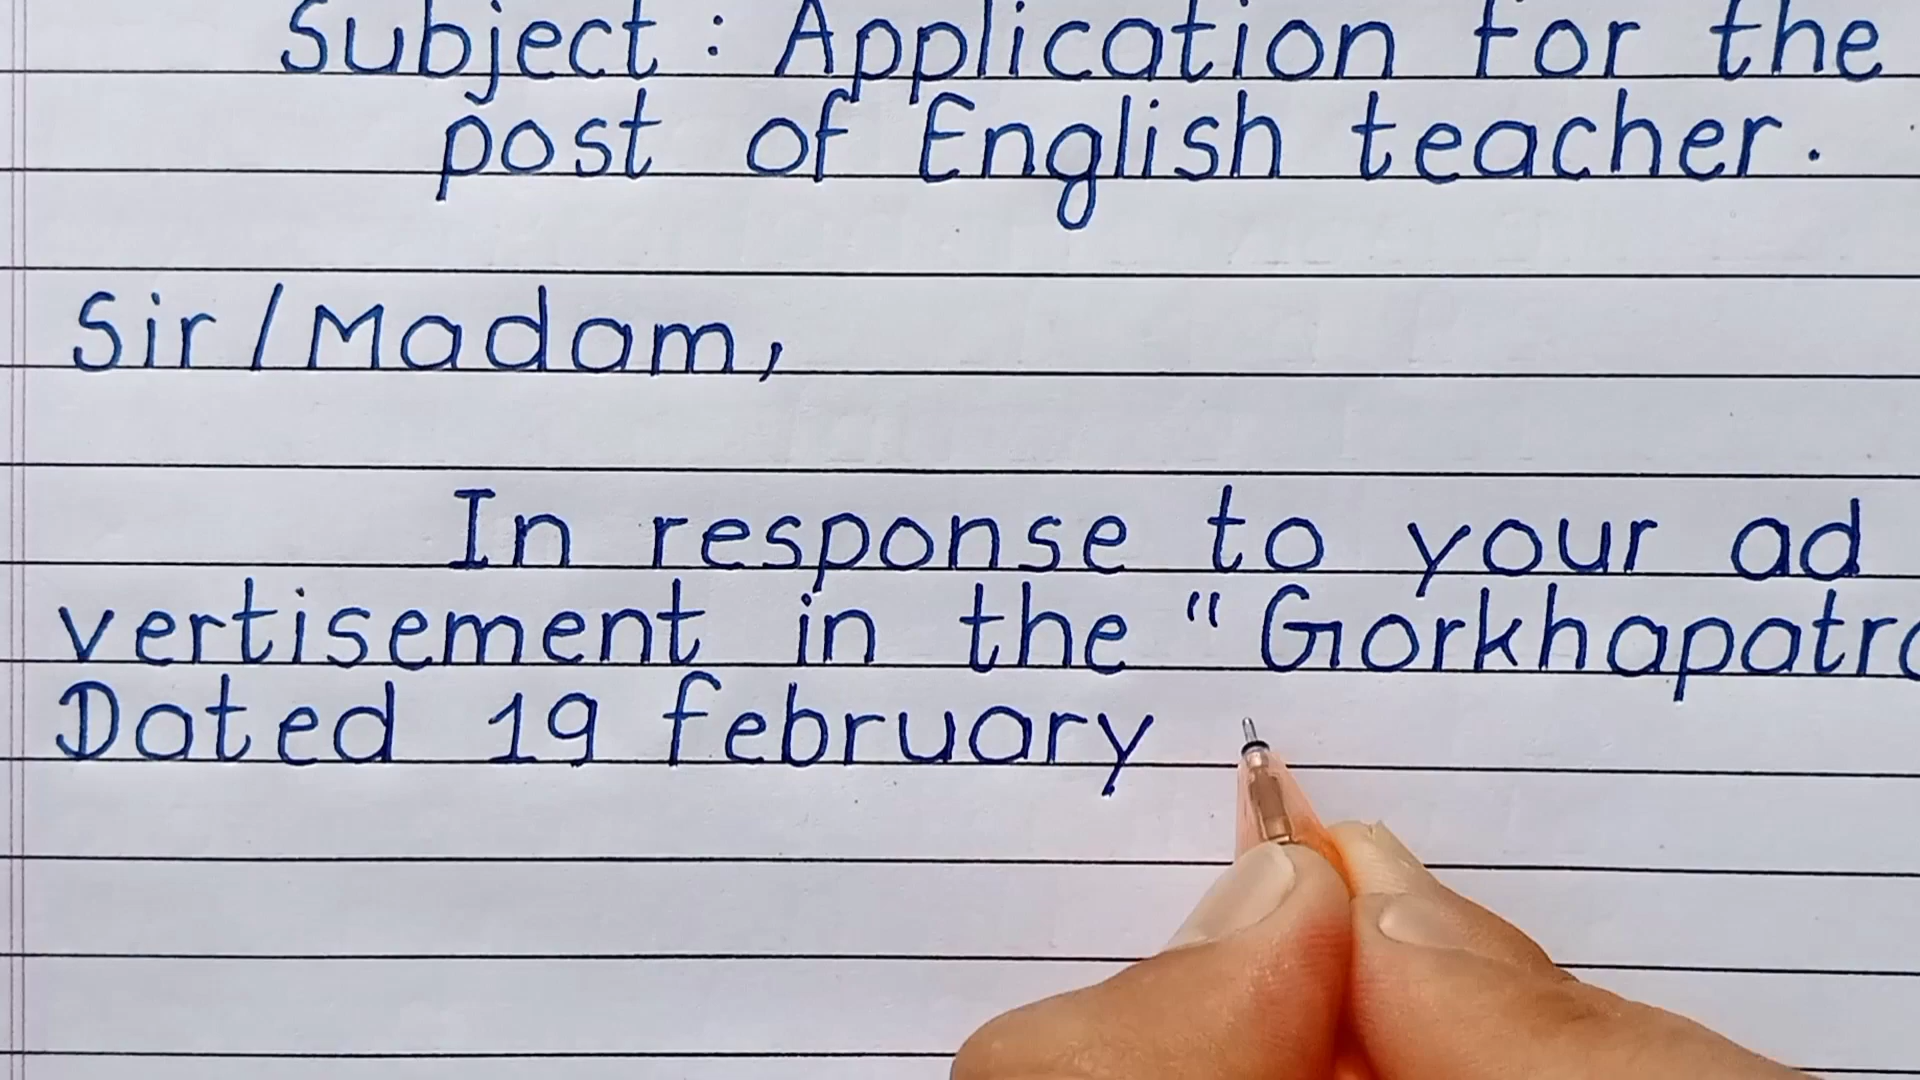 Subject : Application for the
post of English teacher.
Sir/Madam,
In response to your ad
vertisement in the "Gorkhapatra
Dated 19 february